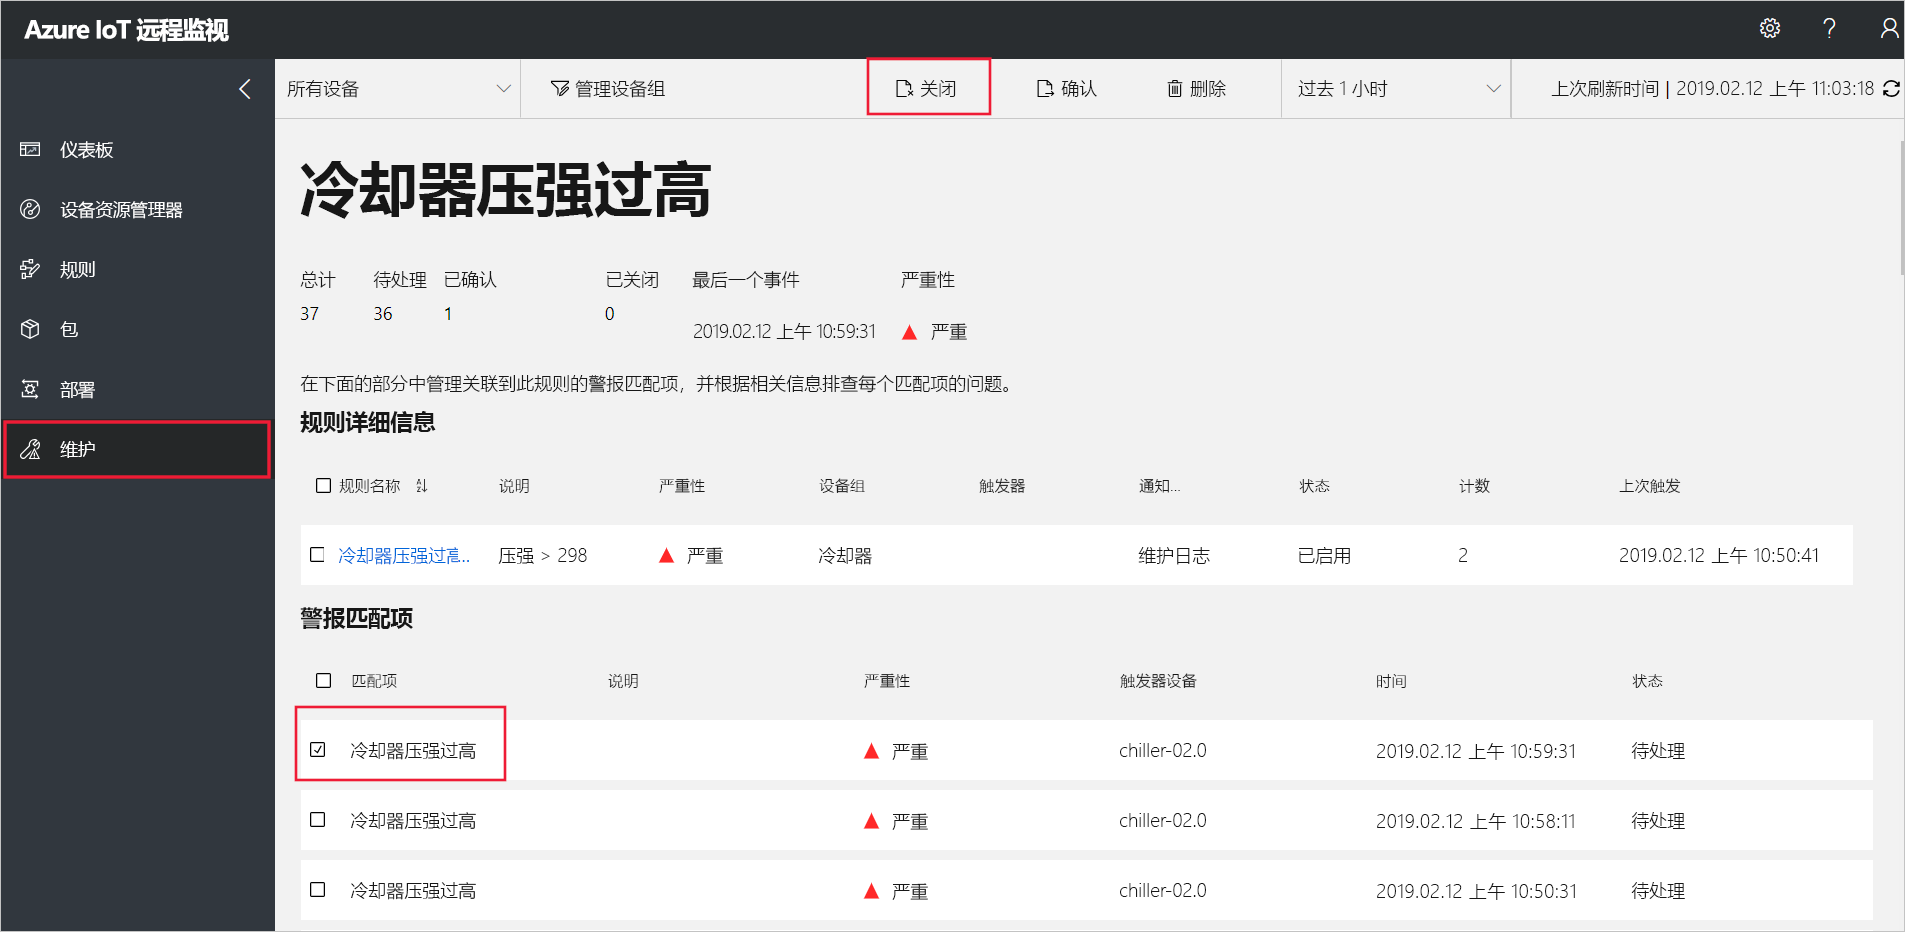 Azure IoT 远程监视
所有设备
管理设备组
关闭
确认
删除
过去 1 小时
上次刷新时间 | 2019.02.12 上午 11:03:18
仪表板
设备资源管理器
规则
包
部署
维护
冷却器压强过高
总计 待处理 已确认 已关闭 最后一个事件 严重性
37 36 1 0 2019.02.12 上午 10:59:31 严重
在下面的部分中管理关联到此规则的警报匹配项，并根据相关信息排查每个匹配项的问题。
规则详细信息
规则名称 说明 严重性 设备组 触发器 通知... 状态 计数 上次触发
冷却器压强过高... 压强 > 298 严重 冷却器 维护日志 已启用 2 2019.02.12 上午 10:50:41
警报匹配项
匹配项 说明 严重性 触发器设备 时间 状态
冷却器压强过高 严重 chiller-02.0 2019.02.12 上午 10:59:31 待处理
冷却器压强过高 严重 chiller-02.0 2019.02.12 上午 10:58:11 待处理
冷却器压强过高 严重 chiller-02.0 2019.02.12 上午 10:50:31 待处理